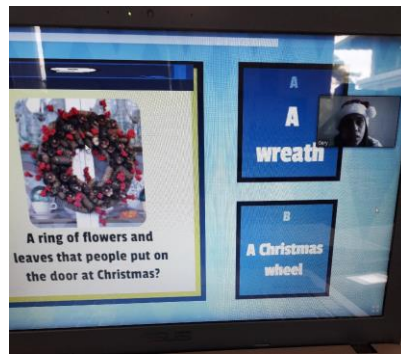 A ring of flowers and
leaves that people put on
the door at Christmas?
A
A
wreath
B
A Christmas
wheel